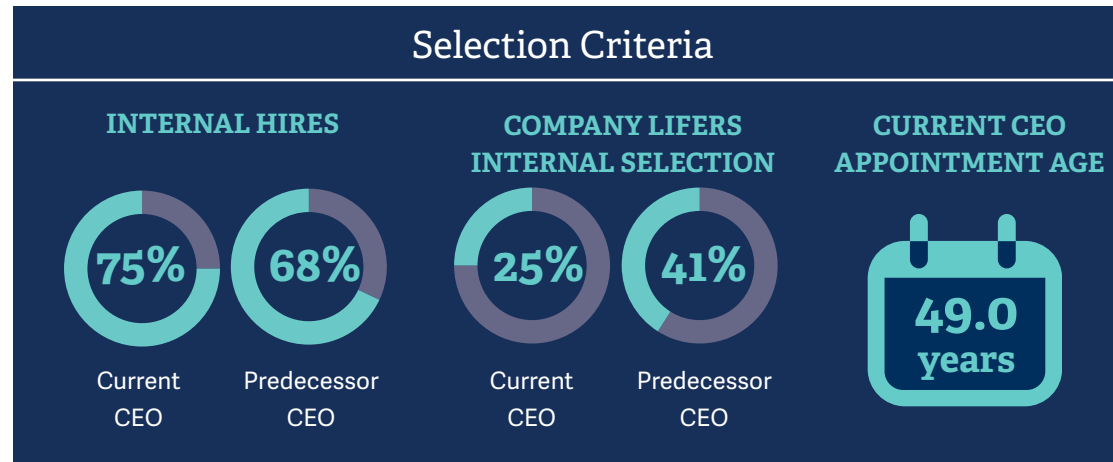 Selection Criteria
INTERNAL HIRES
75%
68%
Current
CEO
Predecessor
CEO
COMPANY LIFERS
INTERNAL SELECTION
25%
41%
Current
CEO
Predecessor
CEO
CURRENT CEO
APPOINTMENT AGE
49.0
years